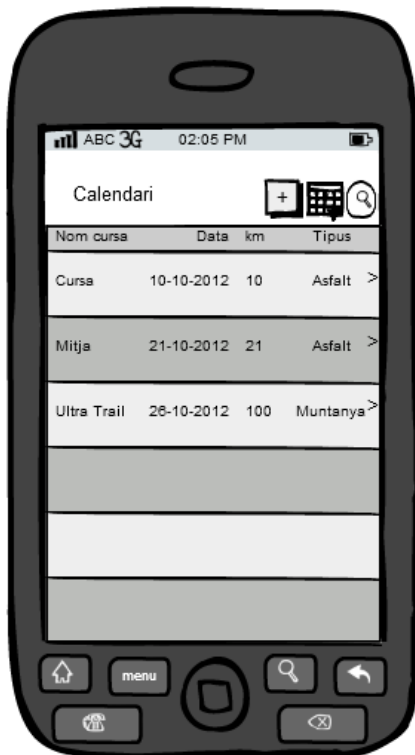 ABC 3G 02:05 PM
Calendari +
Nom cursa Data km Tipus
Cursa 10-10-2012 10 Asfalt >
Mitja 21-10-2012 21 Asfalt >
Ultra Trail 26-10-2012 100 Muntanya >
menu